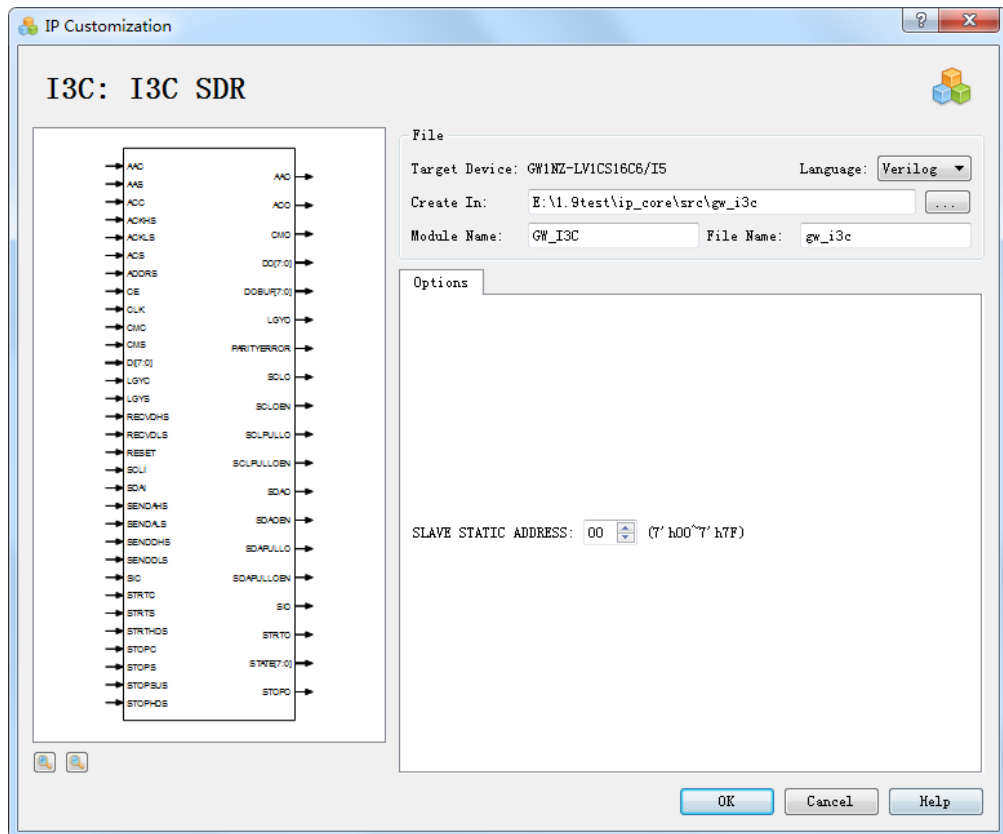 IP Customization
I3C: I3C SDR
AAC
AAS
ACC
ACKHS
ACKLS
ACS
ADDRS
CE
CLK
CMC
CMS
DI[7:0]
LGYC
LGYS
RECVDHS
RECVDLS
RESET
SCLI
SDAI
SENDAHS
SENDALS
SENDDHS
SENDDLS
SIC
STRTC
STRTS
STRTHDS
STOPC
STOPS
STOPSUS
STOPHDS
AAO
ACO
CMO
DO[7:0]
DOBUF[7:0]
LGYO
PARITYERROR
SCLO
SCLOEN
SCLPULLO
SCLPULLOEN
SDAO
SDAOEN
SDAPULLO
SDAPULLOEN
SIO
STRTO
STATE[7:0]
STOPO
File
Target Device: GW1NZ-LV1CS16C6/I5 Language: Verilog
Create In: E:\1.9test\ip_core\src\gw_i3c ...
Module Name: GW_I3C File Name: gw_i3c
Options
SLAVE STATIC ADDRESS: 00 (7'h00~7'h7F)
OK Cancel Help